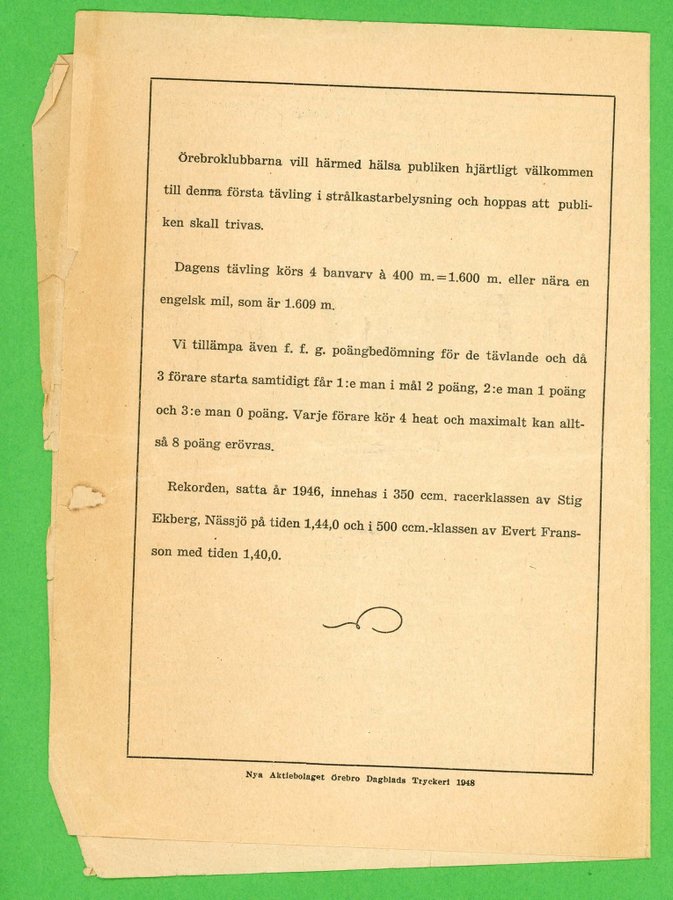 Örebroklubbarna vill härmed hälsa publiken hjärtligt välkommen
till denna första tävling i strålkastarbelysning och hoppas att publi-
ken skall trivas.
Dagens tävling körs 4 banvarv à 400 m.=1.600 m. eller nära en
engelsk mil, som är 1.609 m.
Vi tillämpa även f. f. g. poängbedömning för de tävlande och då
3 förare starta samtidigt får 1:e man i mål 2 poäng, 2:e man 1 poäng
och 3:e man 0 poäng. Varje förare kör 4 heat och maximalt kan allt-
så 8 poäng erövras.
Rekorden, satta år 1946, innehas i 350 ccm. racerklassen av Stig
Ekberg, Nässjö på tiden 1,44,0 och i 500 ccm.-klassen av Evert Frans-
son med tiden 1,40,0.
Nya Aktiebolaget Örebro Dagblads Tryckeri 1948